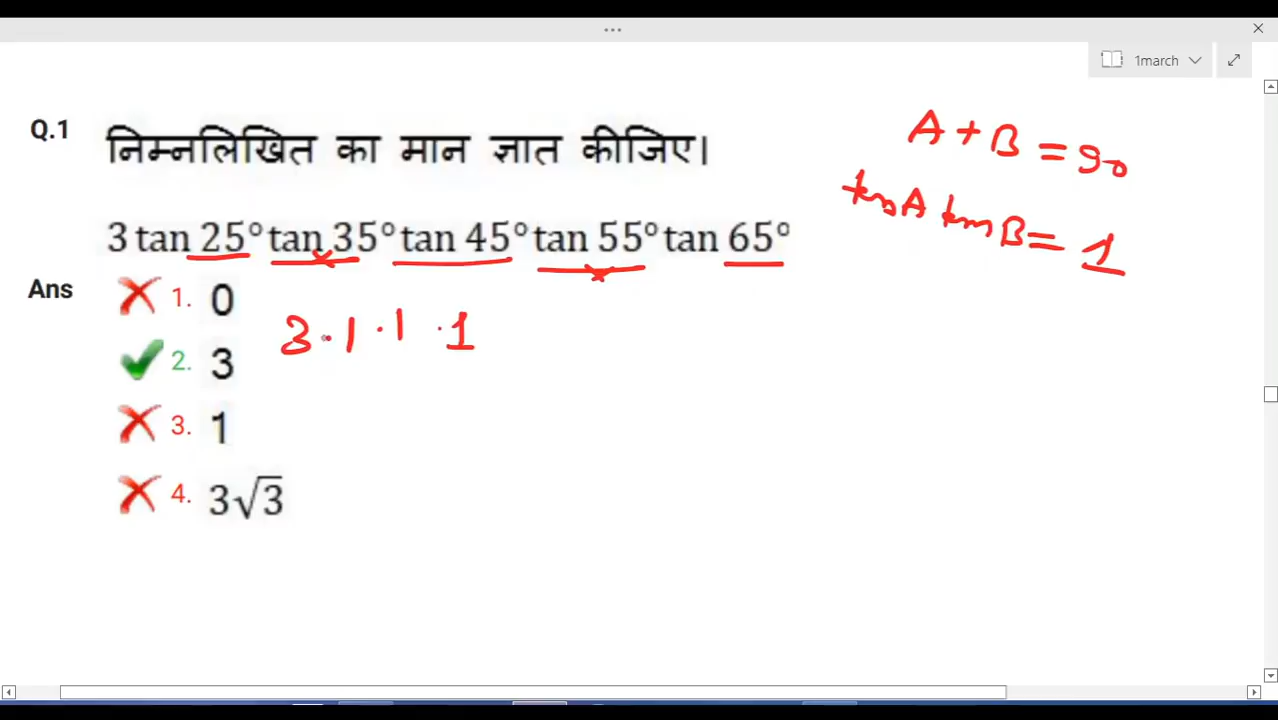 1march
Q.1 निम्नलिखित का मान ज्ञात कीजिए।
3 tan 25° tan 35° tan 45° tan 55° tan 65°
Ans
1. 0
2. 3
3. 1
4. 3√3
3 · 1 · 1 · 1
A + B = 90
tan A tan B = 1